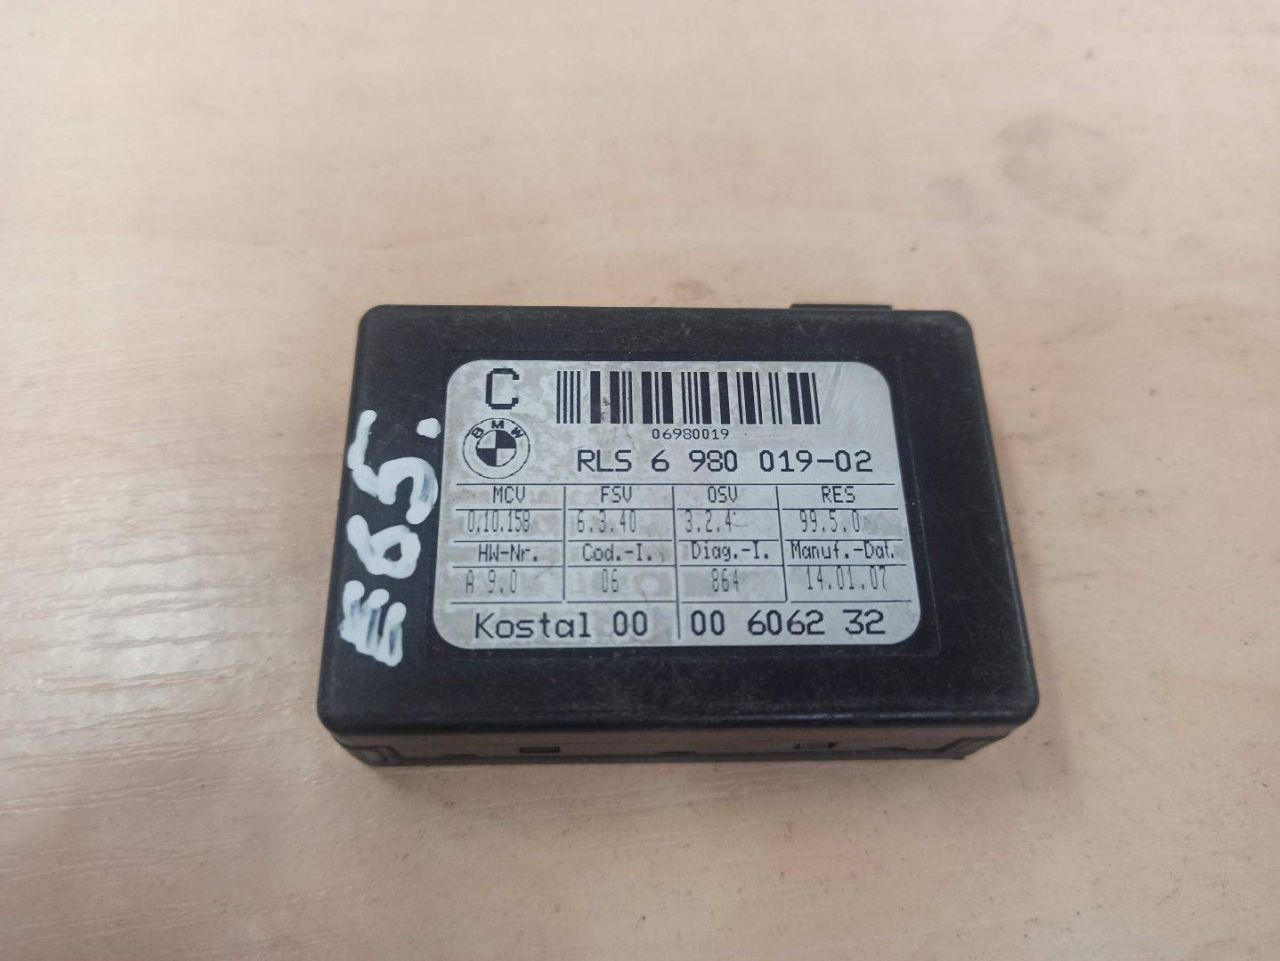 C
06980019
BMW
RLS 6 980 019-02
MCV FSV OSV RES
0.10.158 6.3.40 3.2.4 99.5.0
HW-Nr. Cod.-I. Diag.-I. Manuf.-Dat.
A 9.0 06 864 14.01.07
Kostal 00 00 6062 32
E65.